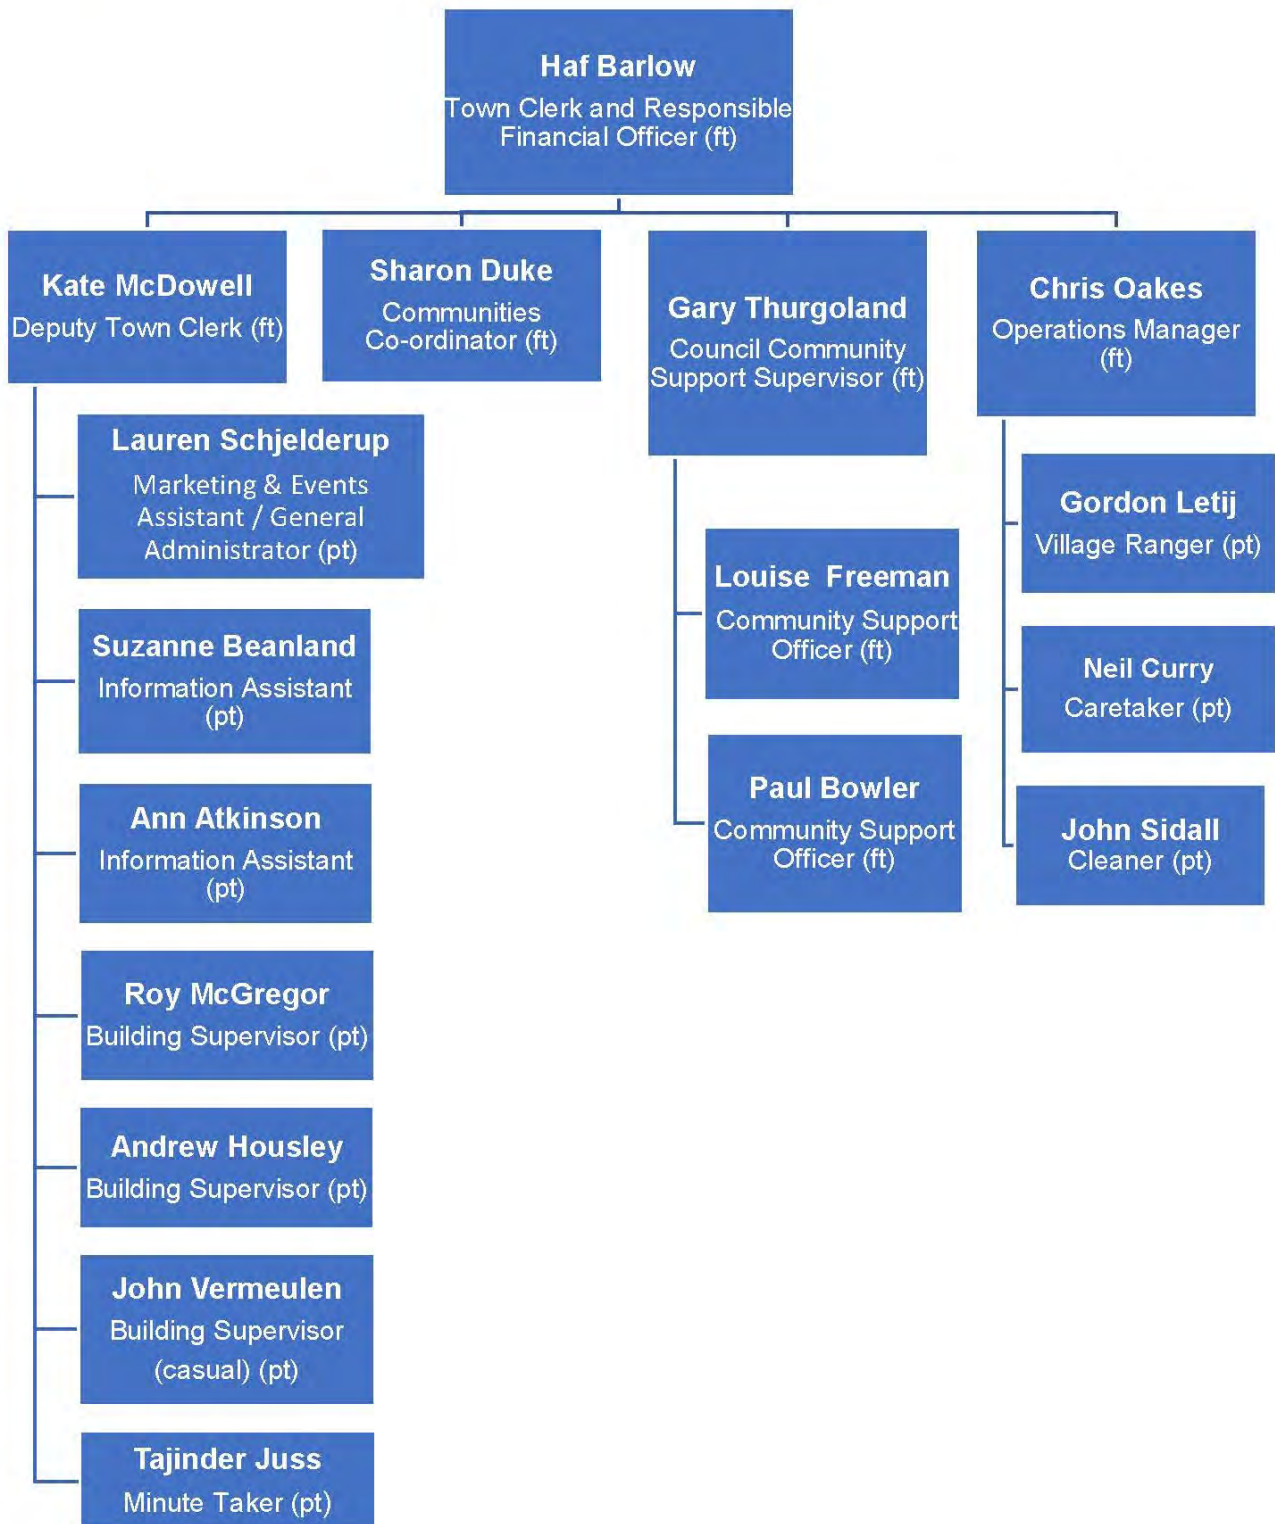 Haf Barlow
Town Clerk and Responsible
Financial Officer (ft)
Kate McDowell
Deputy Town Clerk (ft)
Sharon Duke
Communities
Co-ordinator (ft)
Gary Thurgoland
Council Community
Support Supervisor (ft)
Chris Oakes
Operations Manager
(ft)
Lauren Schjelderup
Marketing & Events
Assistant / General
Administrator (pt)
Suzanne Beanland
Information Assistant
(pt)
Ann Atkinson
Information Assistant
(pt)
Roy McGregor
Building Supervisor (pt)
Andrew Housley
Building Supervisor (pt)
John Vermeulen
Building Supervisor
(casual) (pt)
Tajinder Juss
Minute Taker (pt)
Louise Freeman
Community Support
Officer (ft)
Paul Bowler
Community Support
Officer (ft)
Gordon Letij
Village Ranger (pt)
Neil Curry
Caretaker (pt)
John Sidall
Cleaner (pt)